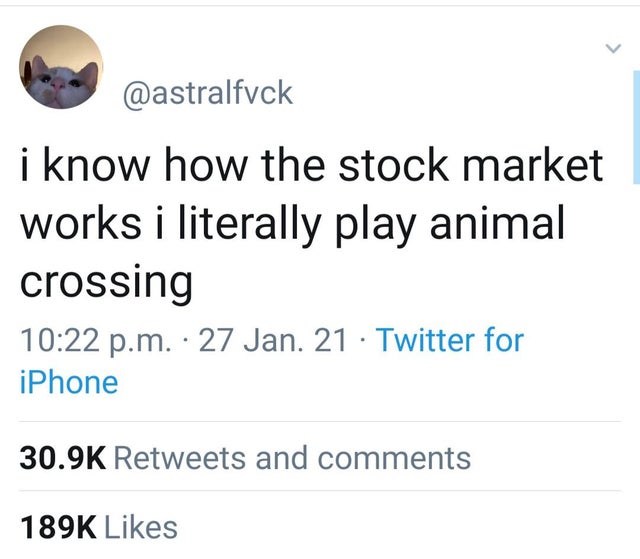 @astralfvck
i know how the stock market
works i literally play animal
crossing
10:22 p.m. · 27 Jan. 21 · Twitter for
iPhone
30.9K Retweets and comments
189K Likes